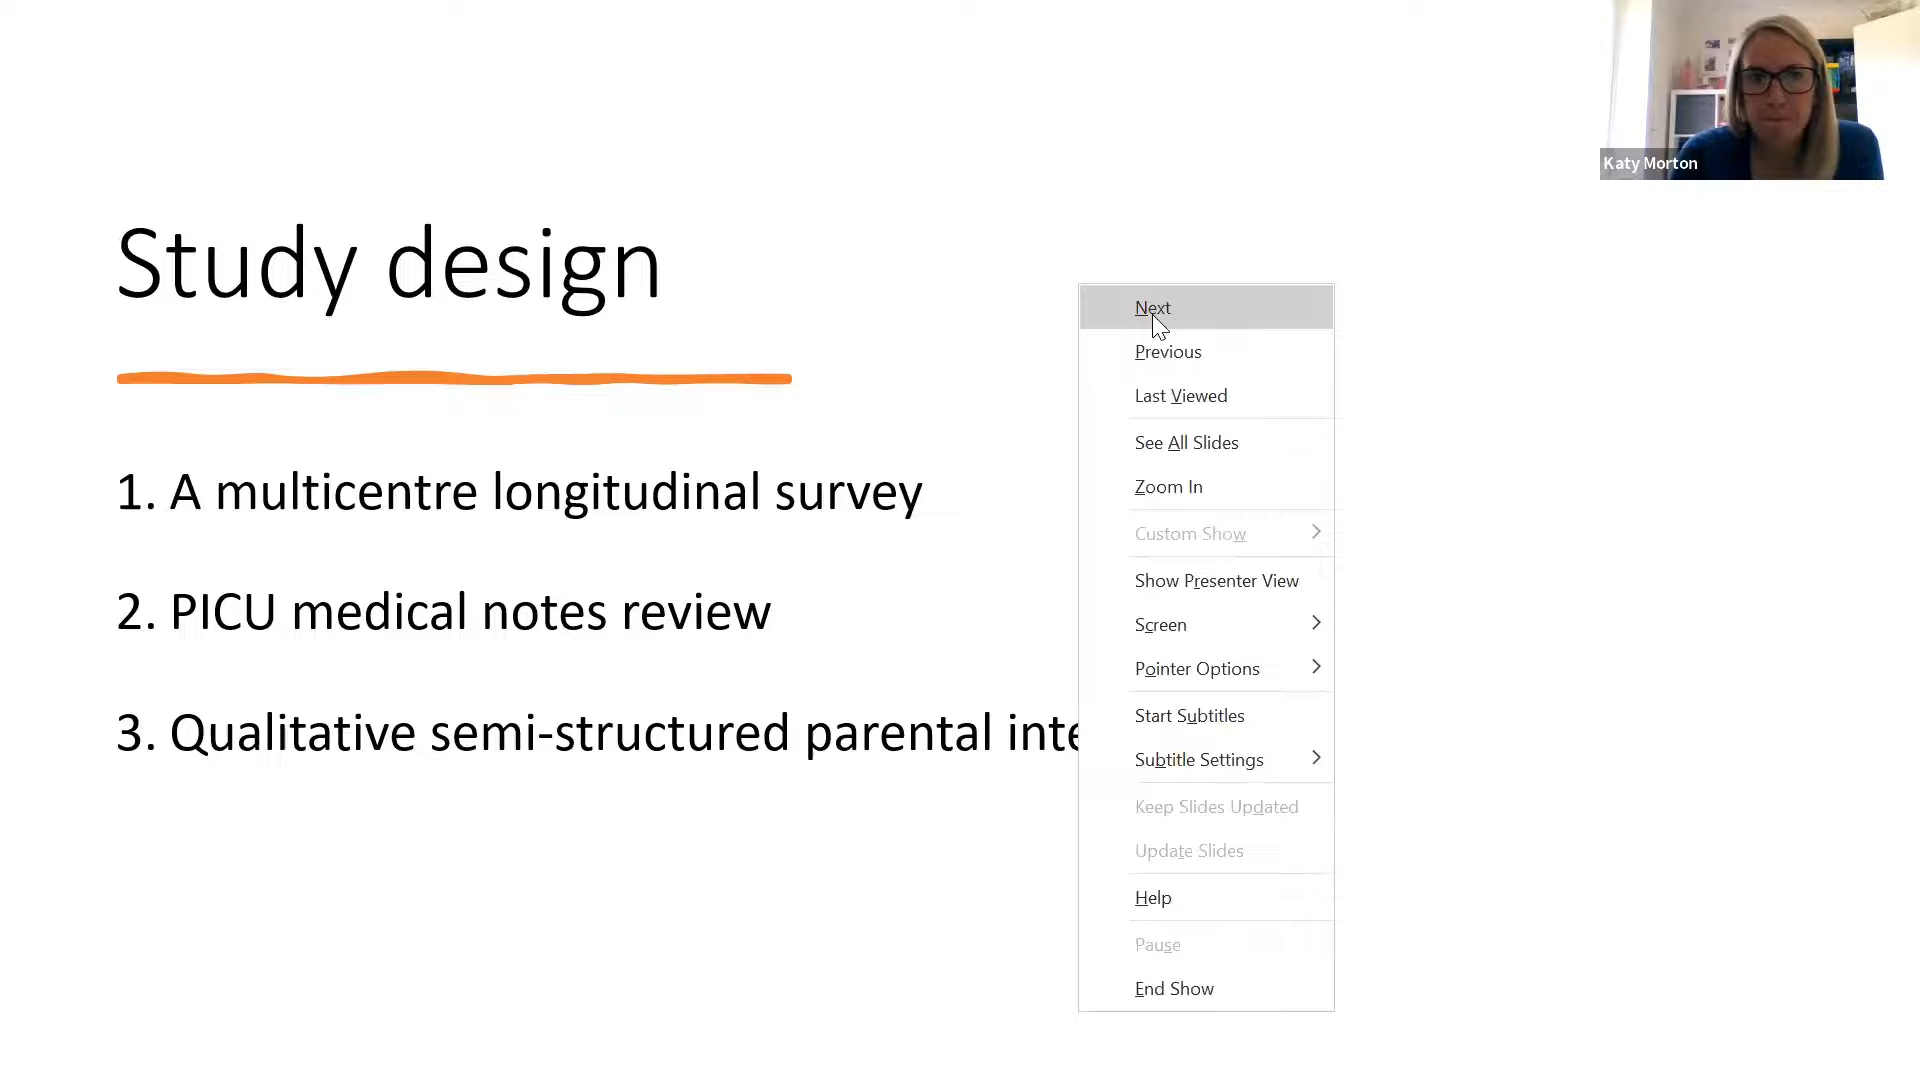 Katy Morton
Study design
1. A multicentre longitudinal survey
2. PICU medical notes review
3. Qualitative semi-structured parental inte
Next
Previous
Last Viewed
See All Slides
Zoom In
Custom Show
Show Presenter View
Screen
Pointer Options
Start Subtitles
Subtitle Settings
Keep Slides Updated
Update Slides
Help
Pause
End Show